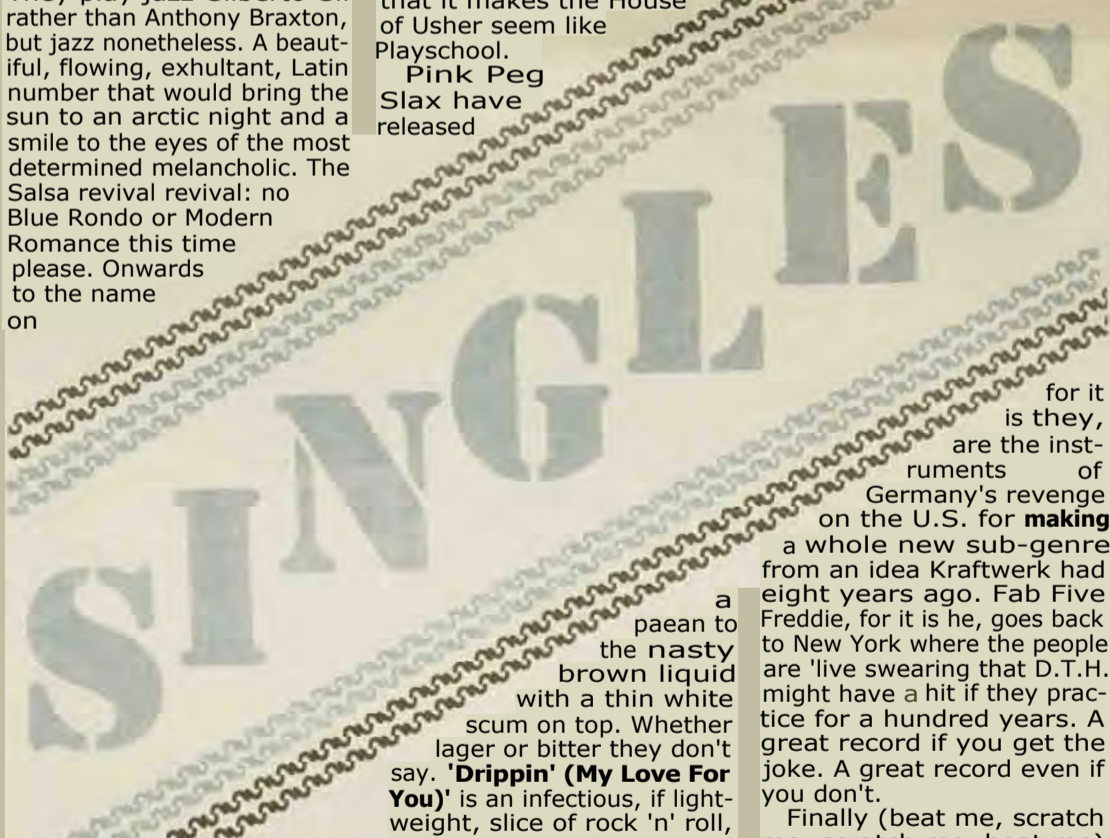 They play jazz Gilberto Gil
rather than Anthony Braxton,
but jazz nonetheless. A beaut-
iful, flowing, exhultant, Latin
number that would bring the
sun to an arctic night and a
smile to the eyes of the most
determined melancholic. The
Salsa revival revival: no
Blue Rondo or Modern
Romance this time
please. Onwards
to the name
on
that it makes the House
of Usher seem like
Playschool.
Pink Peg
Slax have
released
SINGLES
a
paean to
the nasty
brown liquid
with a thin white
scum on top. Whether
lager or bitter they don't
say. 'Drippin' (My Love For
You)' is an infectious, if light-
weight, slice of rock 'n' roll,
for it
is they,
are the inst-
ruments of
Germany's revenge
on the U.S. for making
a whole new sub-genre
from an idea Kraftwerk had
eight years ago. Fab Five
Freddie, for it is he, goes back
to New York where the people
are 'live swearing that D.T.H.
might have a hit if they prac-
tice for a hundred years. A
great record if you get the
joke. A great record even if
you don't.
Finally (beat me, scratch